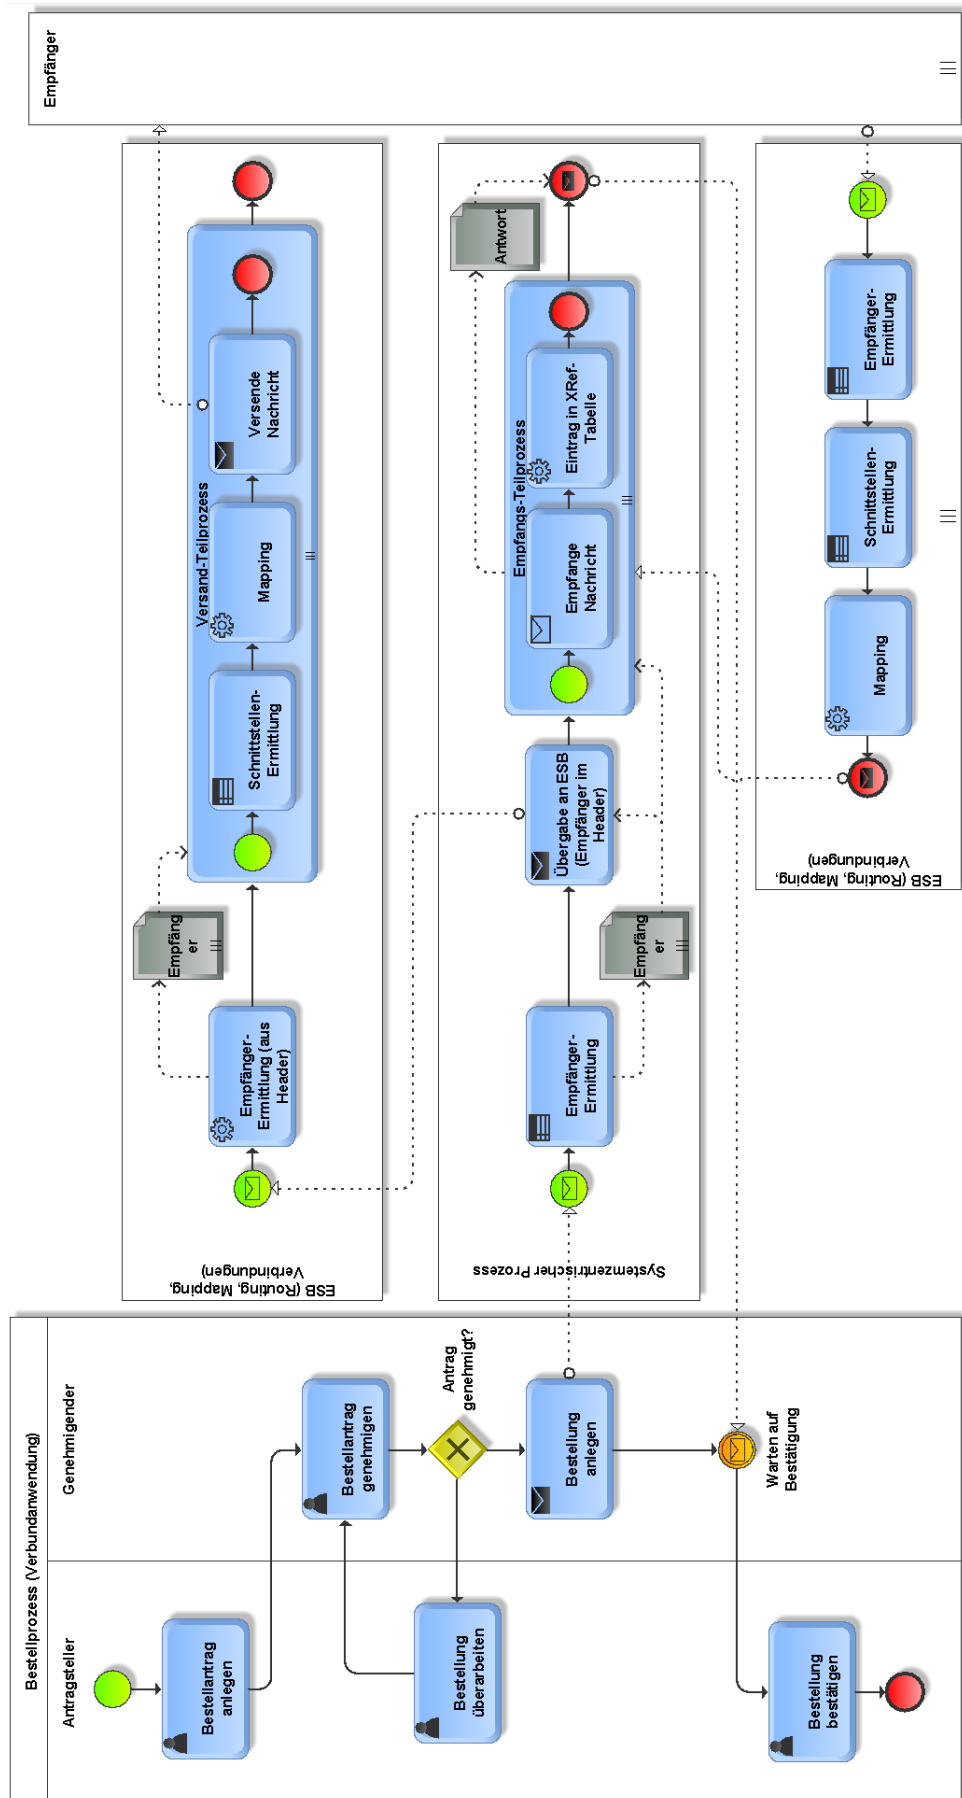 Empfänger
Versand-Teilprozess
Versende
Nachricht
Mapping
Schnittstellen-
Ermittlung
Empfäng
er
Empfänger-
Ermittlung (aus
Header)
ESB (Routing, Mapping,
Verbindungen)
Antwort
Empfangs-Teilprozess
Eintrag in XRef-
Tabelle
Empfange
Nachricht
Übergabe an ESB
(Empfänger im
Header)
Empfäng
er
Empfänger-
Ermittlung
Systemzentrischer Prozess
Empfänger-
Ermittlung
Schnittstellen-
Ermittlung
Mapping
ESB (Routing, Mapping,
Verbindungen)
Bestellprozess (Verbundanwendung)
Genehmigender
Bestellantrag
genehmigen
Antrag
genehmigt?
Bestellung
anlegen
Warten auf
Bestätigung
Antragsteller
Bestellantrag
anlegen
Bestellung
überarbeiten
Bestellung
bestätigen